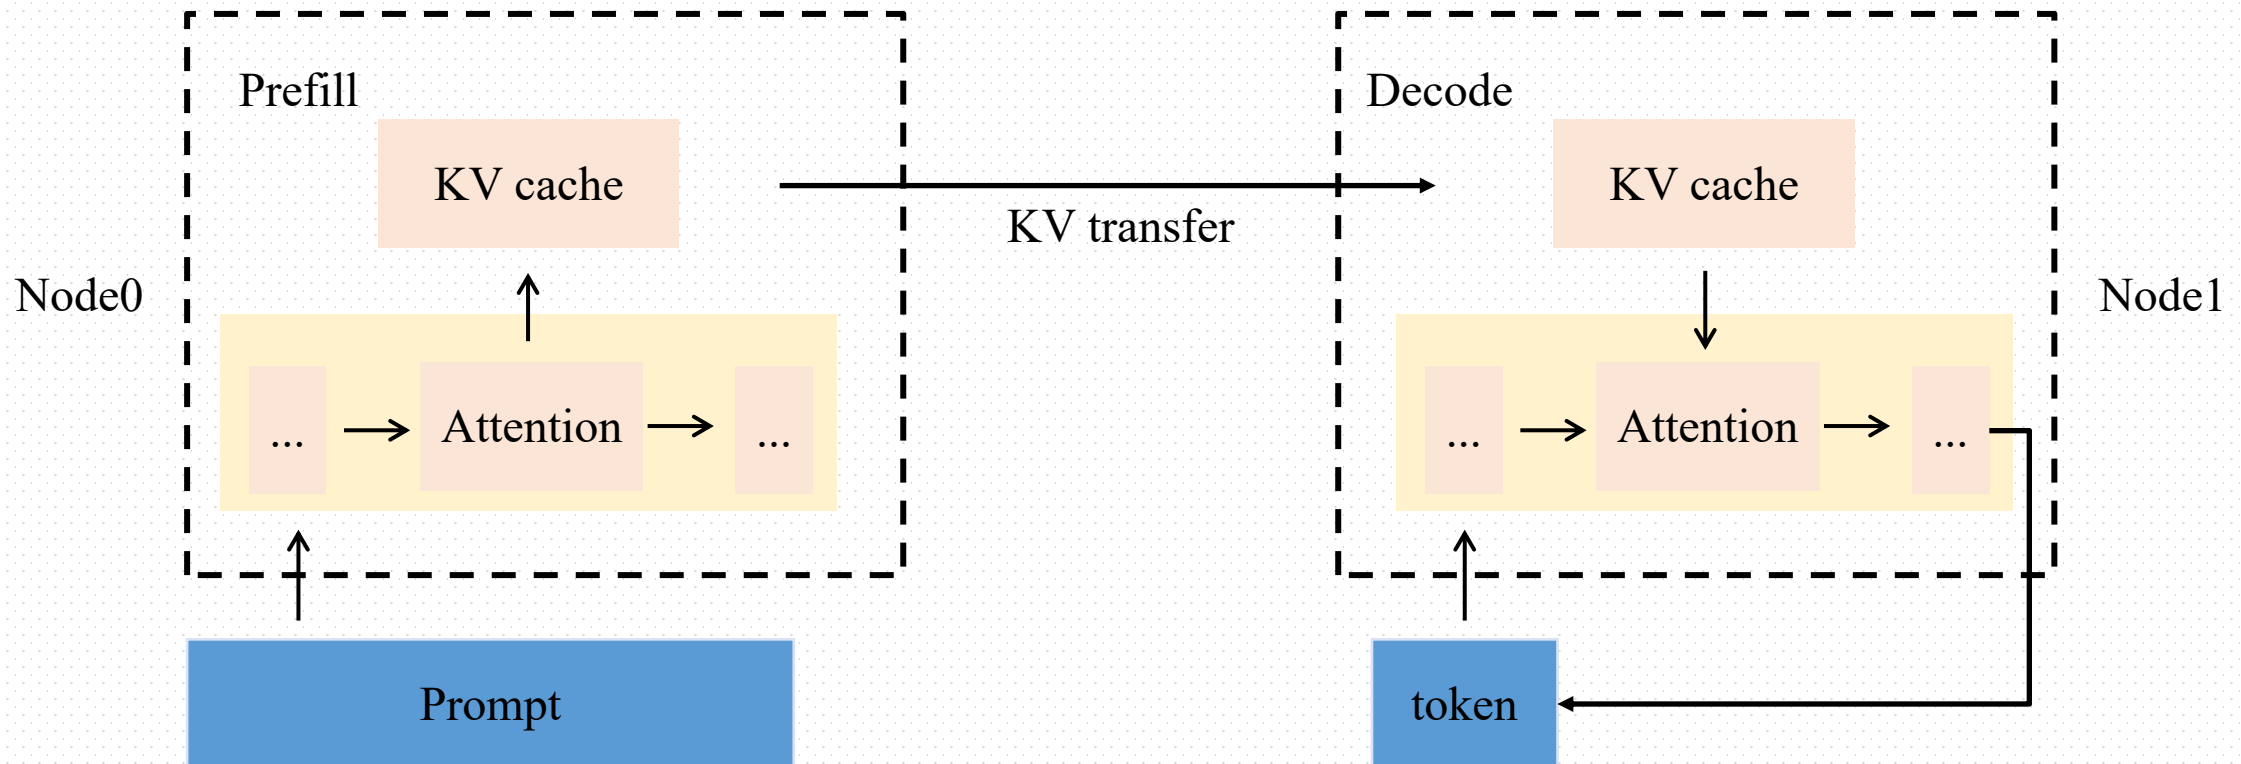 Prefill
KV cache
Node0
...
Attention
...
Prompt
KV transfer
Decode
KV cache
Node1
...
Attention
...
token